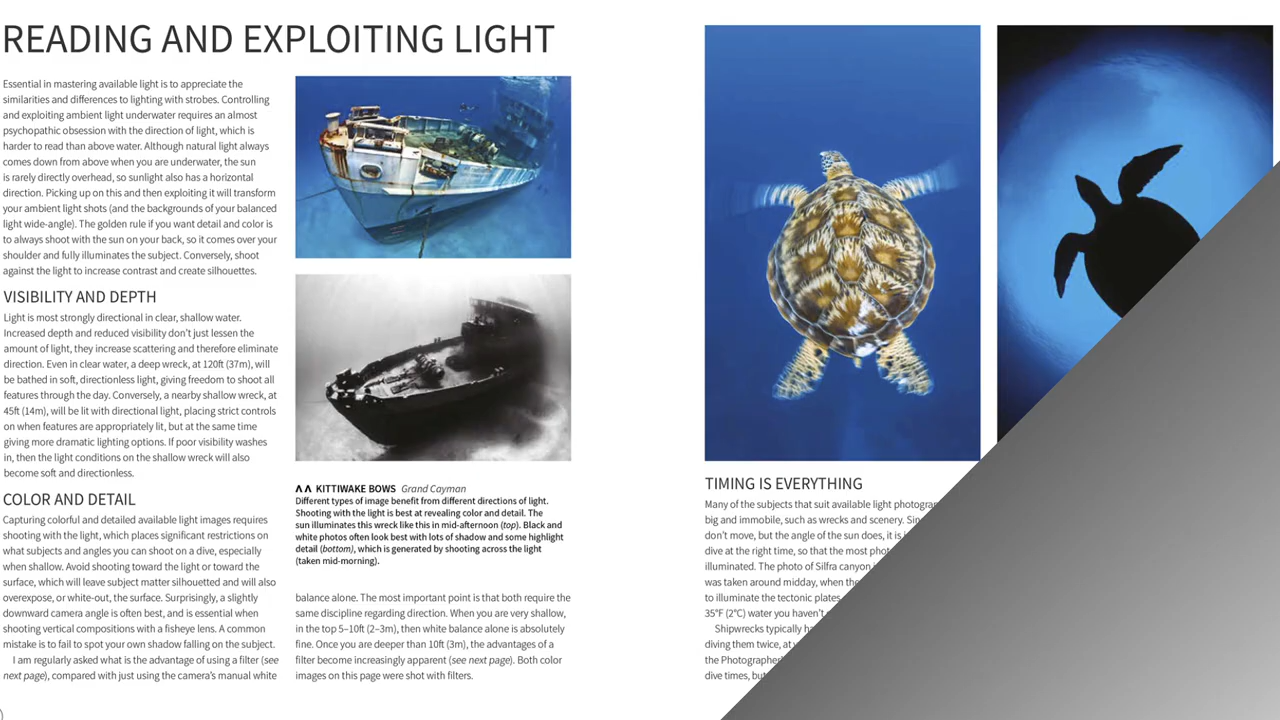 READING AND EXPLOITING LIGHT
Essential in mastering available light is to appreciate the
similarities and differences to lighting with strobes. Controlling
and exploiting ambient light underwater requires an almost
psychopathic obsession with the direction of light, which is
harder to read than above water. Although natural light always
comes down from above when you are underwater, the sun
is rarely directly overhead, so sunlight also has a horizontal
direction. Picking up on this and then exploiting it will transform
your ambient light shots (and the backgrounds of your balanced
light wide-angle). The golden rule if you want detail and color is
to always shoot with the sun on your back, so it comes over your
shoulder and fully illuminates the subject. Conversely, shoot
against the light to increase contrast and create silhouettes.
VISIBILITY AND DEPTH
Light is most strongly directional in clear, shallow water.
Increased depth and reduced visibility don't just lessen the
amount of light, they increase scattering and therefore eliminate
direction. Even in clear water, a deep wreck, at 120ft (37m), will
be bathed in soft, directionless light, giving freedom to shoot all
features through the day. Conversely, a nearby shallow wreck, at
45ft (14m), will be lit with directional light, placing strict controls
on when features are appropriately lit, but at the same time
giving more dramatic lighting options. If poor visibility washes
in, then the light conditions on the shallow wreck will also
become soft and directionless.
COLOR AND DETAIL
Capturing colorful and detailed available light images requires
shooting with the light, which places significant restrictions on
what subjects and angles you can shoot on a dive, especially
when shallow. Avoid shooting toward the light or toward the
surface, which will leave subject matter silhouetted and will also
overexpose, or white-out, the surface. Surprisingly, a slightly
downward camera angle is often best, and is essential when
shooting vertical compositions with a fisheye lens. A common
mistake is to fail to spot your own shadow falling on the subject.
I am regularly asked what is the advantage of using a filter (see
next page), compared with just using the camera's manual white
KITTIWAKE BOWS Grand Cayman
Different types of image benefit from different directions of light.
Shooting with the light is best at revealing color and detail. The
sun illuminates this wreck like this in mid-afternoon (top). Black and
white photos often look best with lots of shadow and some highlight
detail (bottom), which is generated by shooting across the light
(taken mid-morning).
balance alone. The most important point is that both require the
same discipline regarding direction. When you are very shallow,
in the top 5–10ft (2–3m), then white balance alone is absolutely
fine. Once you are deeper than 10ft (3m), the advantages of a
filter become increasingly apparent (see next page). Both color
images on this page were shot with filters.
TIMING IS EVERYTHING
Many of the subjects that suit available light
big and immobile, such as wrecks and scenery.
don't move, but the angle of the sun does, it is
dive at the right time, so that the most
illuminated. The photo of Silfra canyon
was taken around midday, when the
to illuminate the tectonic plates
35°F (2°C) water you haven't
Shipwrecks typically
diving them twice, at
the
dive times, but